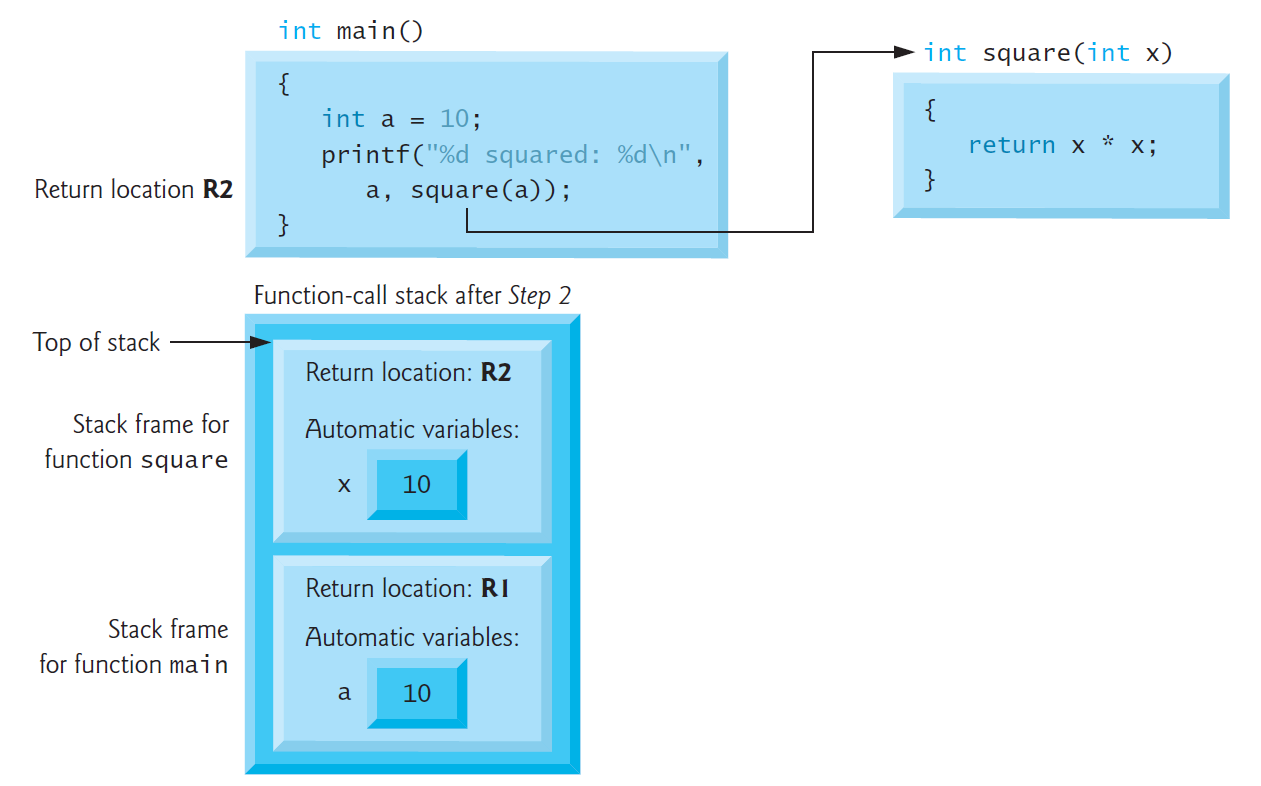 int main()
{
int a = 10;
printf("%d squared: %d\n",
a, square(a));
}
Return location R2
int square(int x)
{
return x * x;
}
Function-call stack after Step 2
Top of stack
Return location: R2
Automatic variables:
x 10
Stack frame for
function square
Return location: R1
Automatic variables:
a 10
Stack frame
for function main